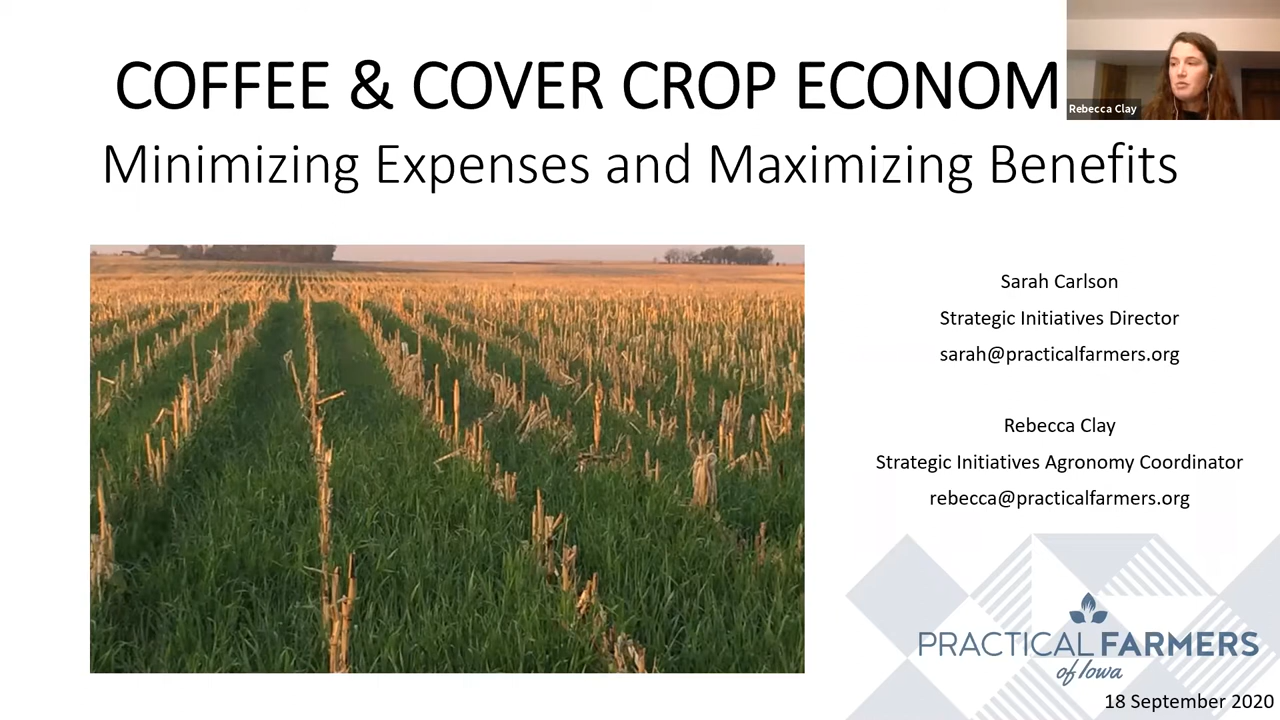 COFFEE & COVER CROP ECONOM
Rebecca Clay
Minimizing Expenses and Maximizing Benefits
Sarah Carlson
Strategic Initiatives Director
sarah@practicalfarmers.org
Rebecca Clay
Strategic Initiatives Agronomy Coordinator
rebecca@practicalfarmers.org
PRACTICAL FARMERS
of Iowa
18 September 2020